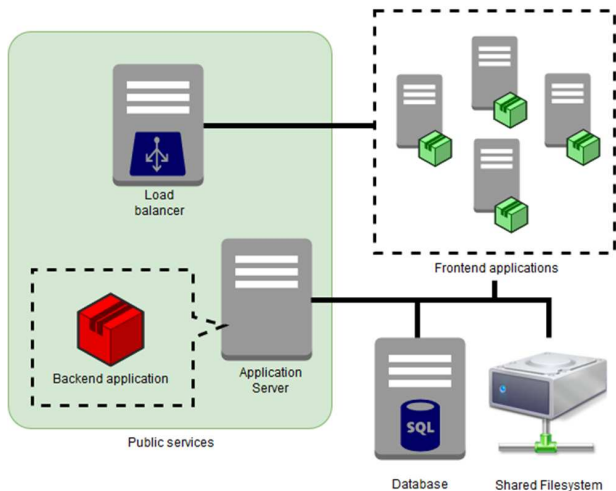 Load
balancer
Frontend applications
Backend application
Application
Server
Public services
SQL
Database
Shared Filesystem